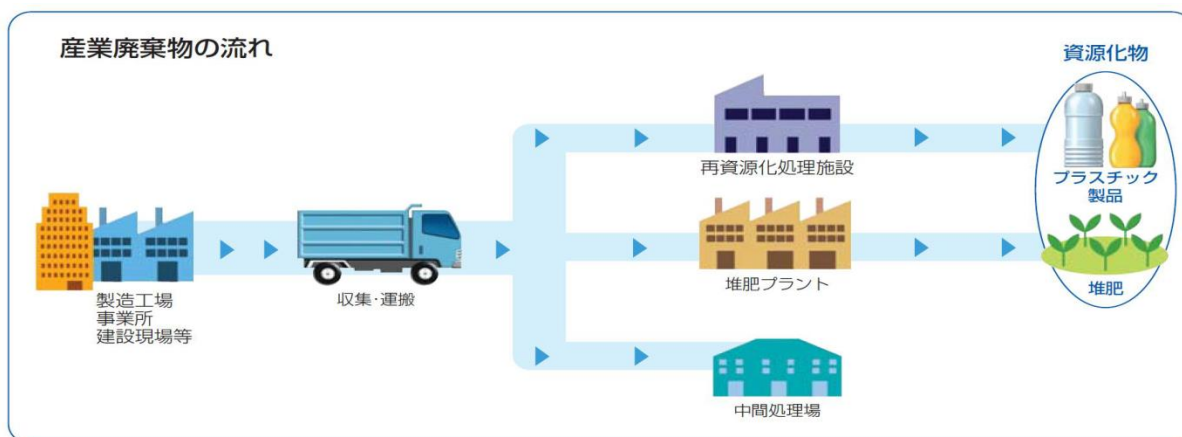 産業廃棄物の流れ
資源化物
再資源化処理施設
プラスチック
製品
製造工場
事業所
建設現場等
収集・運搬
堆肥プラント
堆肥
中間処理場